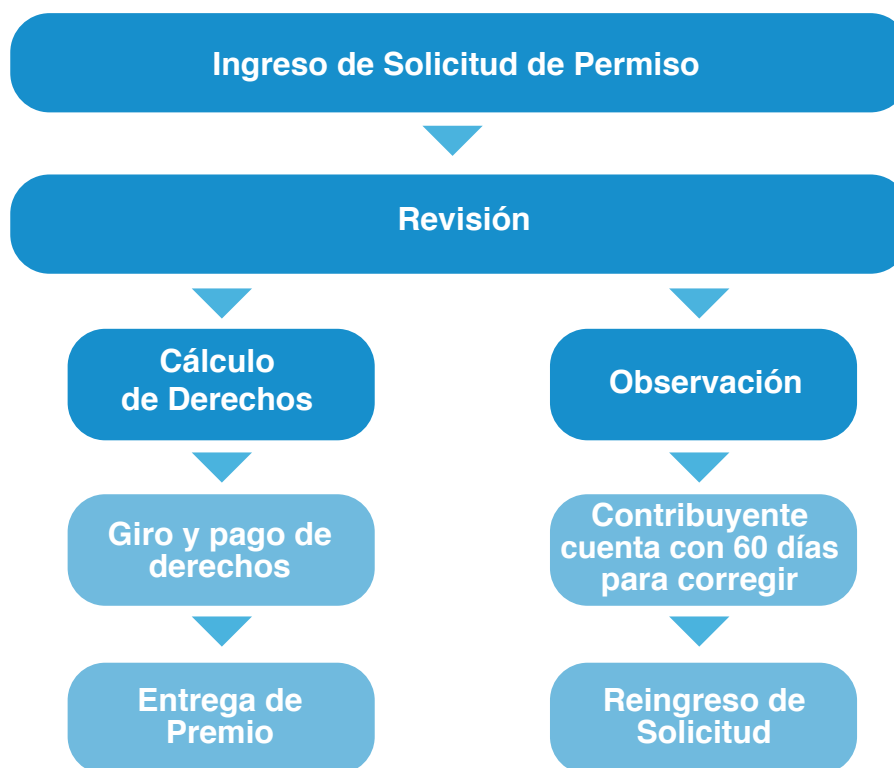 Ingreso de Solicitud de Permiso
Revisión
Cálculo
de Derechos
Observación
Giro y pago de
derechos
Contribuyente
cuenta con 60 días
para corregir
Entrega de
Premio
Reingreso de
Solicitud